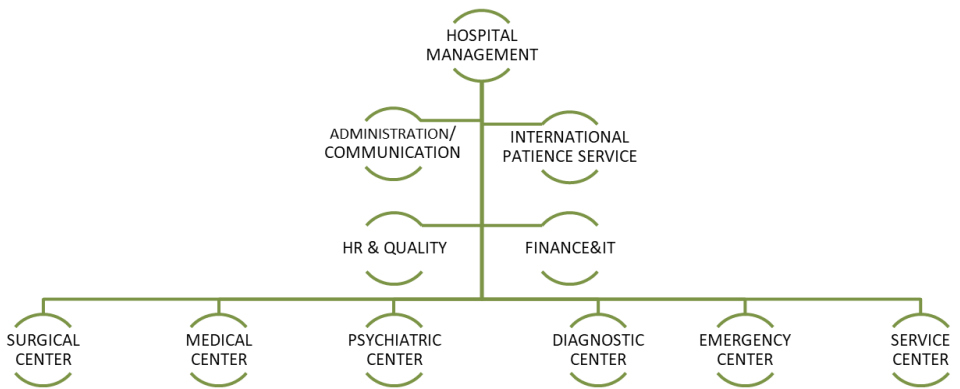 HOSPITAL
MANAGEMENT
ADMINISTRATION/
COMMUNICATION
INTERNATIONAL
PATIENCE SERVICE
HR & QUALITY
FINANCE&IT
SURGICAL
CENTER
MEDICAL
CENTER
PSYCHIATRIC
CENTER
DIAGNOSTIC
CENTER
EMERGENCY
CENTER
SERVICE
CENTER